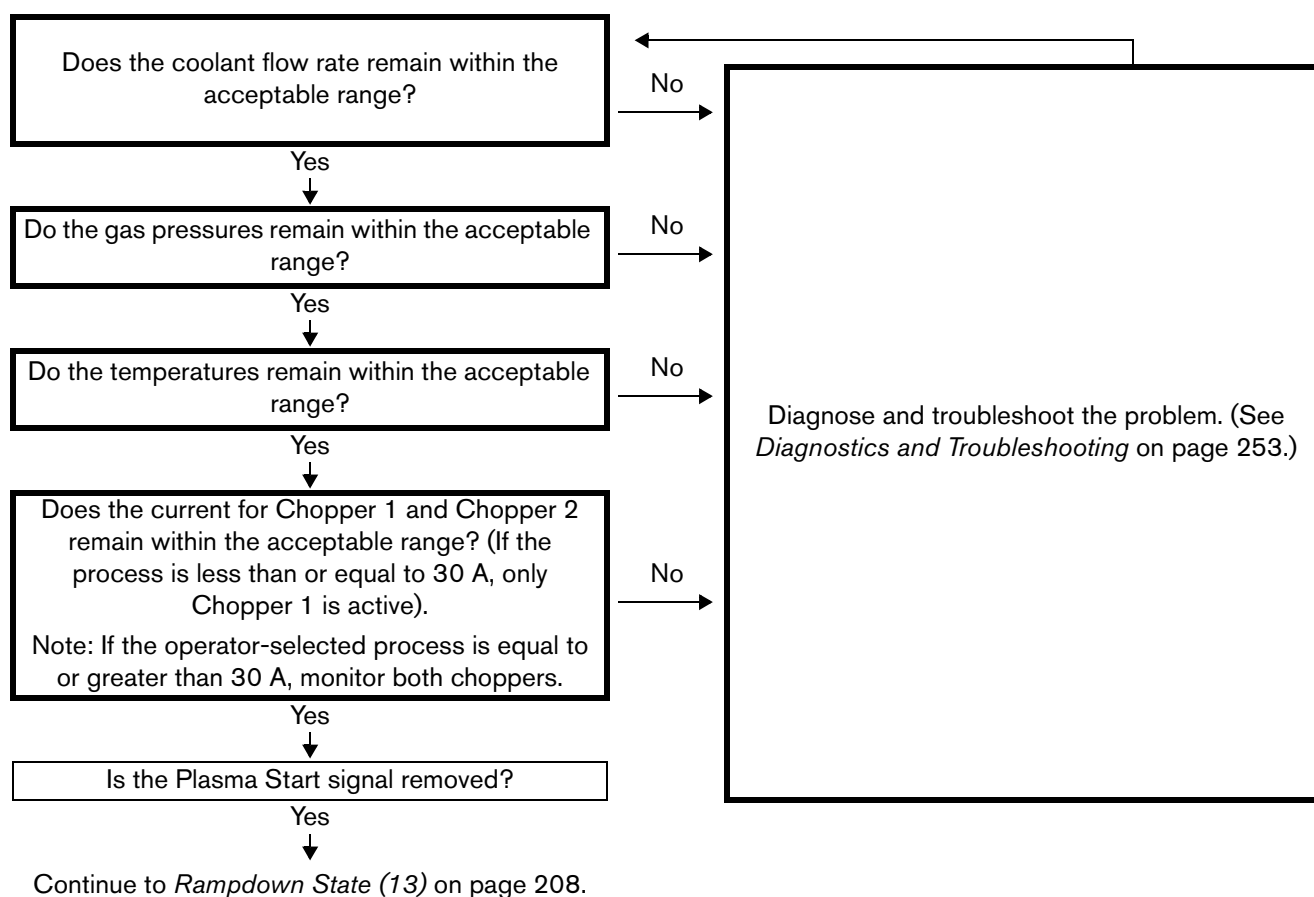 Does the coolant flow rate remain within the
acceptable range?
No
Yes
Do the gas pressures remain within the acceptable
range?
No
Yes
Do the temperatures remain within the acceptable
range?
No
Yes
Does the current for Chopper 1 and Chopper 2
remain within the acceptable range? (If the
process is less than or equal to 30 A, only
Chopper 1 is active).
Note: If the operator-selected process is equal to
or greater than 30 A, monitor both choppers.
No
Yes
Is the Plasma Start signal removed?
Yes
Continue to Rampdown State (13) on page 208.
Diagnose and troubleshoot the problem. (See
Diagnostics and Troubleshooting on page 253.)